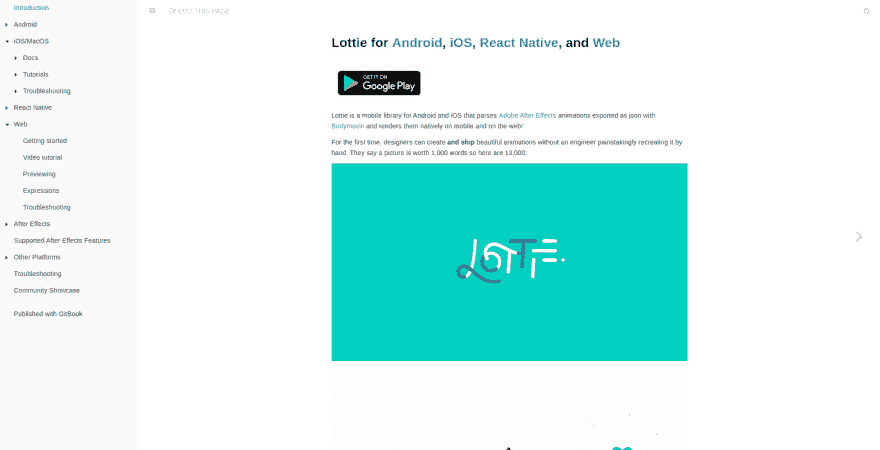 Introduction
Android
iOS/MacOS
Docs
Tutorials
Troubleshooting
React Native
Web
Getting started
Video tutorial
Previewing
Expressions
Troubleshooting
After Effects
Supported After Effects Features
Other Platforms
Troubleshooting
Community Showcase
Published with GitBook
EDIT THIS PAGE
Lottie for Android, iOS, React Native, and Web
GET IT ON
Google Play
Lottie is a mobile library for Android and iOS that parses Adobe After Effects animations exported as json with
Bodymovin and renders them natively on mobile and on the web!
For the first time, designers can create and ship beautiful animations without an engineer painstakingly recreating it by
hand. They say a picture is worth 1,000 words so here are 13,000:
LOTTIE